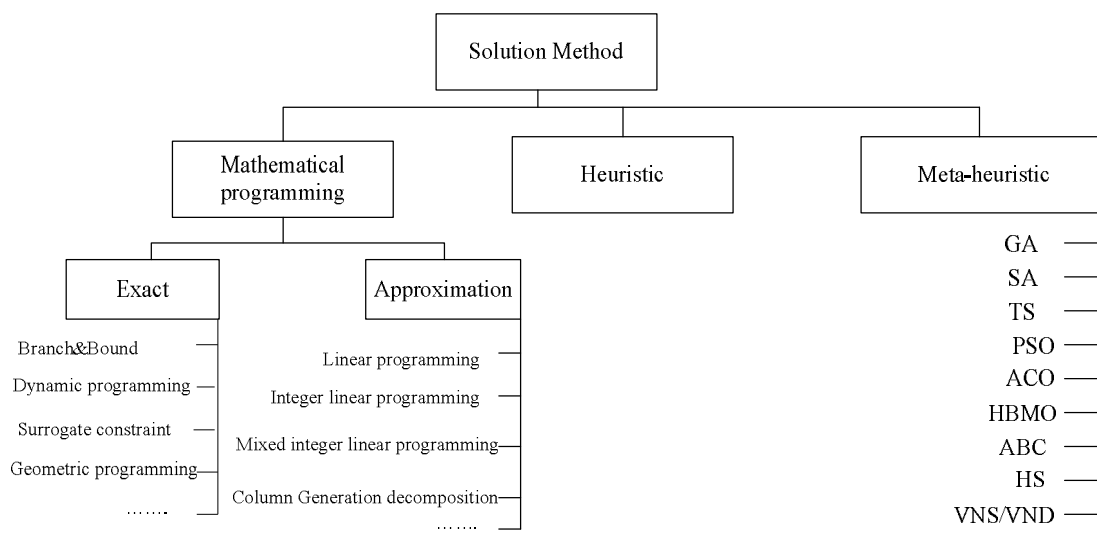 Solution Method
Mathematical
programming
Heuristic
Meta-heuristic
Exact
Approximation
Branch&Bound
Dynamic programming
Surrogate constraint
Geometric programming
…….
Linear programming
Integer linear programming
Mixed integer linear programming
Column Generation decomposition
…….
GA
SA
TS
PSO
ACO
HBMO
ABC
HS
VNS/VND